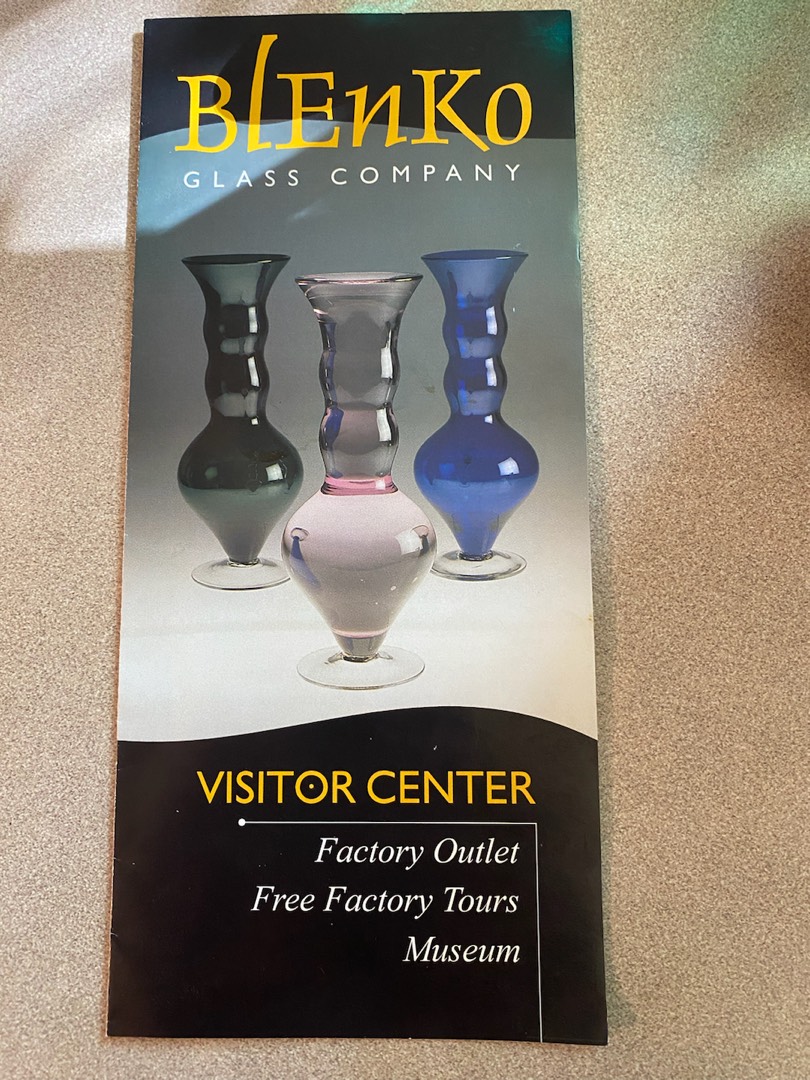 BlEnKo
GLASS COMPANY
VISITOR CENTER
Factory Outlet
Free Factory Tours
Museum